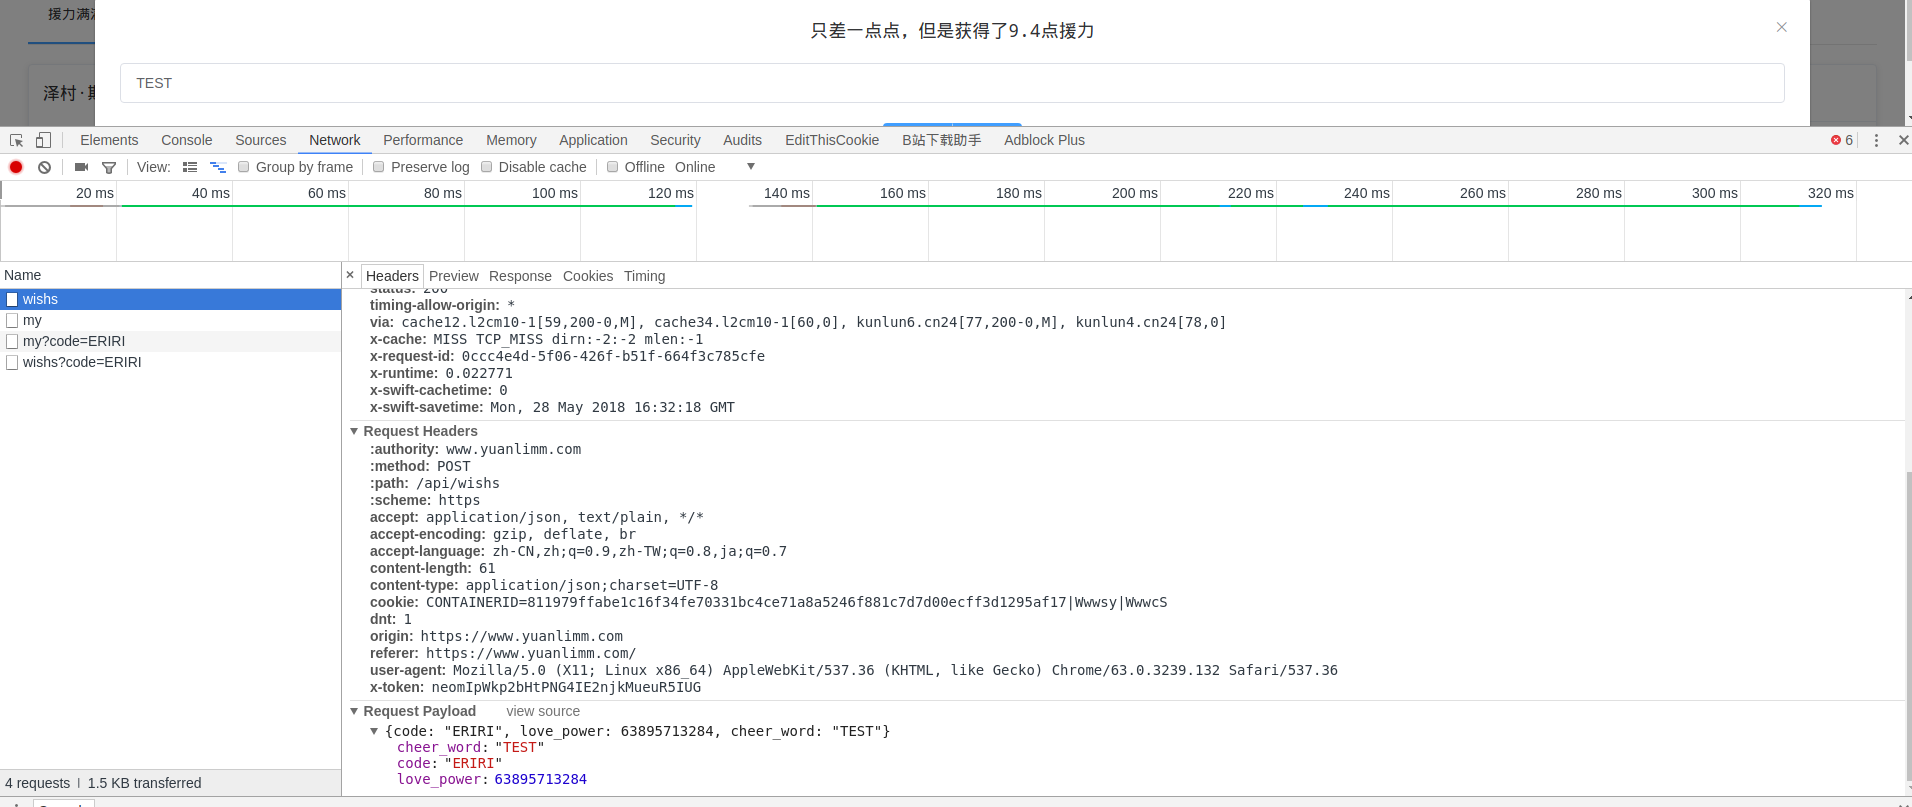 援力满
只差一点点，但是获得了9.4点援力
TEST
泽村·
Elements Console Sources Network Performance Memory Application Security Audits EditThisCookie B站下载助手 Adblock Plus 6
View: Group by frame Preserve log Disable cache Offline Online
20 ms 40 ms 60 ms 80 ms 100 ms 120 ms 140 ms 160 ms 180 ms 200 ms 220 ms 240 ms 260 ms 280 ms 300 ms 320 ms
Name
wishs
my
my?code=ERIRI
wishs?code=ERIRI
4 requests | 1.5 KB transferred
Headers Preview Response Cookies Timing
status: 200
timing-allow-origin: *
via: cache12.l2cm10-1[59,200-0,M], cache34.l2cm10-1[60,0], kunlun6.cn24[77,200-0,M], kunlun4.cn24[78,0]
x-cache: MISS TCP_MISS dirn:-2:-2 mlen:-1
x-request-id: 0ccc4e4d-5f06-426f-b51f-664f3c785cfe
x-runtime: 0.022771
x-swift-cachetime: 0
x-swift-savetime: Mon, 28 May 2018 16:32:18 GMT
Request Headers
:authority: www.yuanlimm.com
:method: POST
:path: /api/wishs
:scheme: https
accept: application/json, text/plain, */*
accept-encoding: gzip, deflate, br
accept-language: zh-CN,zh;q=0.9,zh-TW;q=0.8,ja;q=0.7
content-length: 61
content-type: application/json;charset=UTF-8
cookie: CONTAINERID=811979ffabe1c16f34fe70331bc4ce71a8a5246f881c7d7d00ecff3d1295af17|Wwwsy|WwwcS
dnt: 1
origin: https://www.yuanlimm.com
referer: https://www.yuanlimm.com/
user-agent: Mozilla/5.0 (X11; Linux x86_64) AppleWebKit/537.36 (KHTML, like Gecko) Chrome/63.0.3239.132 Safari/537.36
x-token: neomIpWkp2bHtPNG4IE2njkMueuR5IUG
Request Payload view source
{code: "ERIRI", love_power: 63895713284, cheer_word: "TEST"}
cheer_word: "TEST"
code: "ERIRI"
love_power: 63895713284